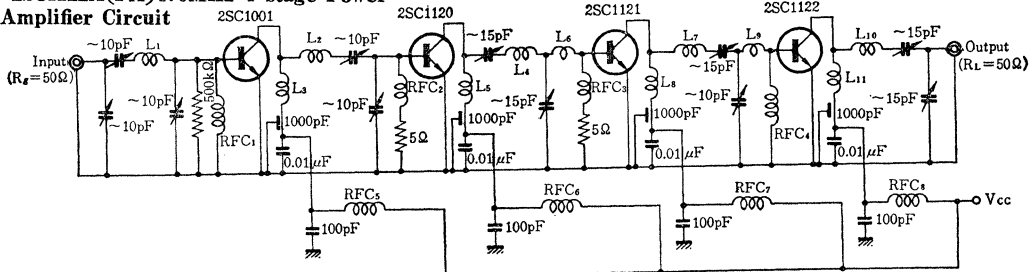 Amplifier Circuit
2SC1001
2SC1120
2SC1121
2SC1122
~10pF
L₁
L₂
~10pF
~15pF
L₄
L₆
L₇
~15pF
L₉
L₁₀
~15pF
Input
(Rg=50Ω)
Output
(RL=50Ω)
~10pF
~10pF
500kΩ
RFC₁
L₃
1000pF
0.01μF
~10pF
RFC₂
5Ω
L₅
1000pF
0.01μF
~15pF
RFC₃
5Ω
L₈
1000pF
0.01μF
~10pF
RFC₄
L₁₁
1000pF
0.01μF
~15pF
RFC₅
100pF
RFC₆
100pF
RFC₇
100pF
RFC₈
100pF
Vcc